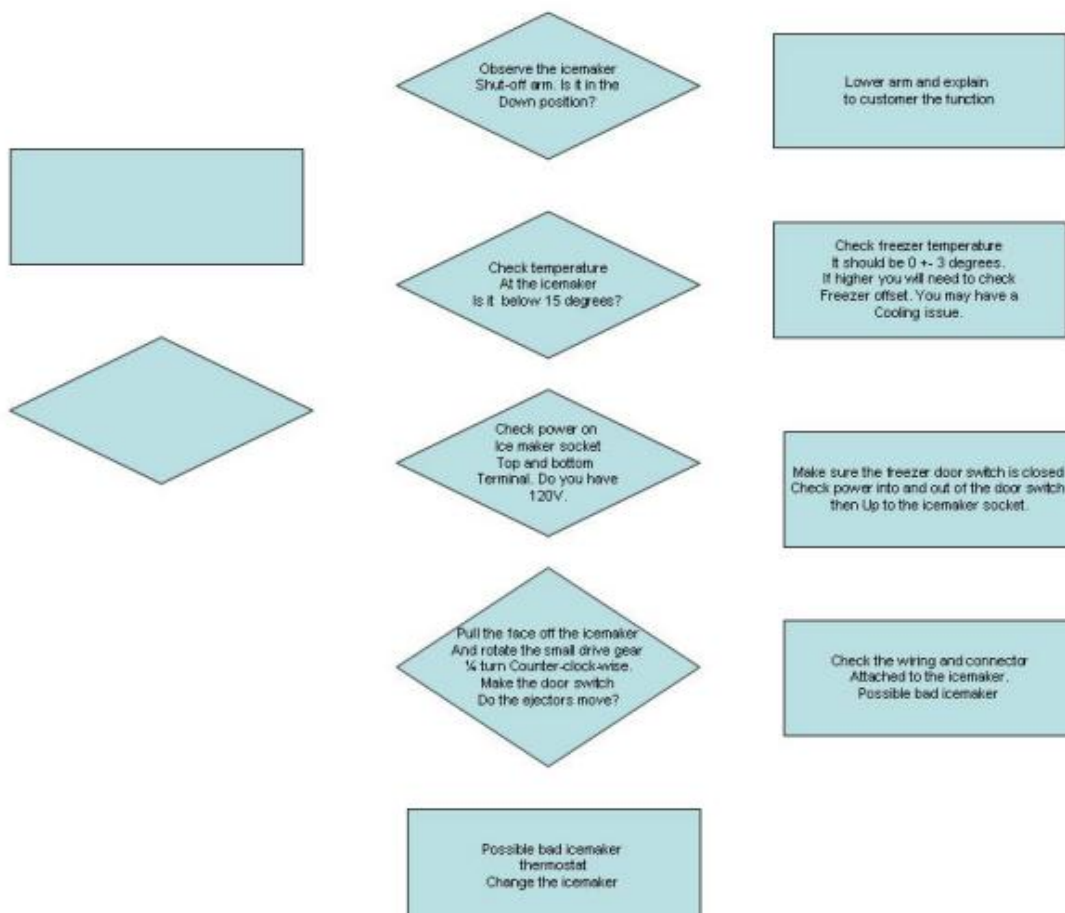 Observe the icemaker
Shut-off arm. Is it in the
Down position?
Lower arm and explain
to customer the function
Check temperature
At the icemaker
Is it below 15 degrees?
Check freezer temperature
It should be 0 +- 3 degrees.
If higher you will need to check
Freezer offset. You may have a
Cooling issue.
Check power on
Ice maker socket
Top and bottom
Terminal. Do you have
120V.
Make sure the freezer door switch is closed
Check power into and out of the door switch
then Up to the icemaker socket.
Pull the face off the icemaker
And rotate the small drive gear
¼ turn Counter-clock-wise.
Make the door switch
Do the ejectors move?
Check the wiring and connector
Attached to the icemaker.
Possible bad icemaker
Possible bad icemaker
thermostat
Change the icemaker